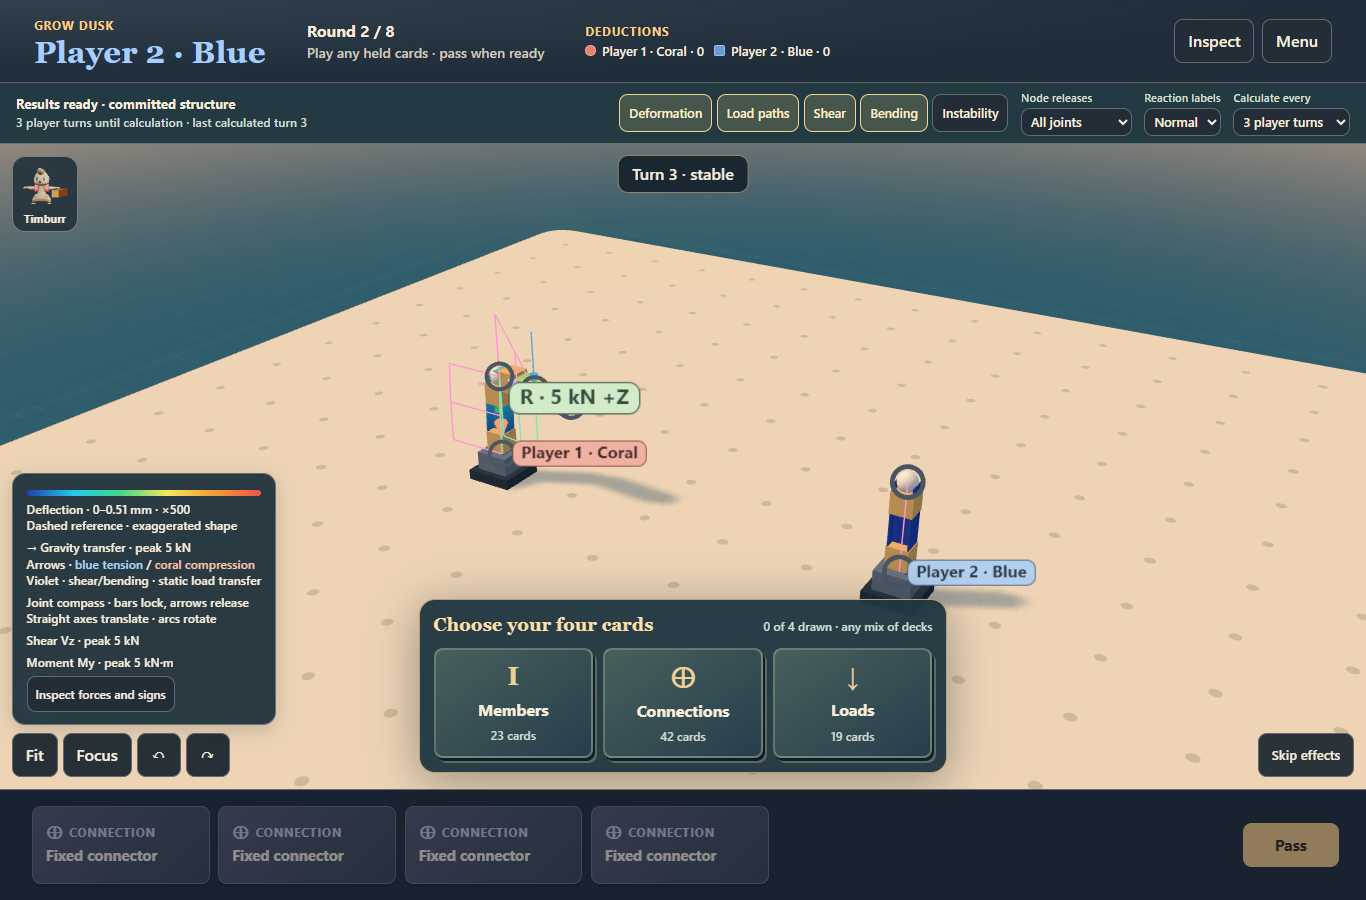 GROW DUSK
Player 2 · Blue
Round 2 / 8
Play any held cards · pass when ready
DEDUCTIONS
Player 1 · Coral · 0
Player 2 · Blue · 0
Inspect
Menu
Results ready · committed structure
3 player turns until calculation · last calculated turn 3
Deformation
Load paths
Shear
Bending
Instability
Node releases
All joints
Reaction labels
Normal
Calculate every
3 player turns
Timburr
Turn 3 · stable
R · 5 kN +Z
Player 1 · Coral
Player 2 · Blue
Deflection · 0–0.51 mm · ×500
Dashed reference · exaggerated shape
→ Gravity transfer · peak 5 kN
Arrows · blue tension / coral compression
Violet · shear/bending · static load transfer
Joint compass · bars lock, arrows release
Straight axes translate · arcs rotate
Shear Vz · peak 5 kN
Moment My · peak 5 kN·m
Inspect forces and signs
Fit
Focus
↶
↷
Choose your four cards
0 of 4 drawn · any mix of decks
I
Members
23 cards
Connections
42 cards
↓
Loads
19 cards
Skip effects
CONNECTION
Fixed connector
CONNECTION
Fixed connector
CONNECTION
Fixed connector
CONNECTION
Fixed connector
Pass